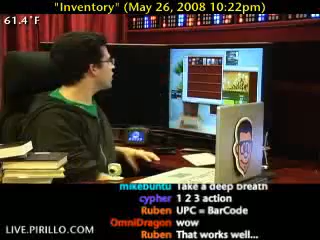 "Inventory" (May 26, 2008 10:22pm)
61.4°F
mikebuntu Take a deep breath
cypher 1 2 3 action
Ruben UPC = BarCode
OmniDragon wow
LIVE.PIRILLO.COM Ruben That works well...